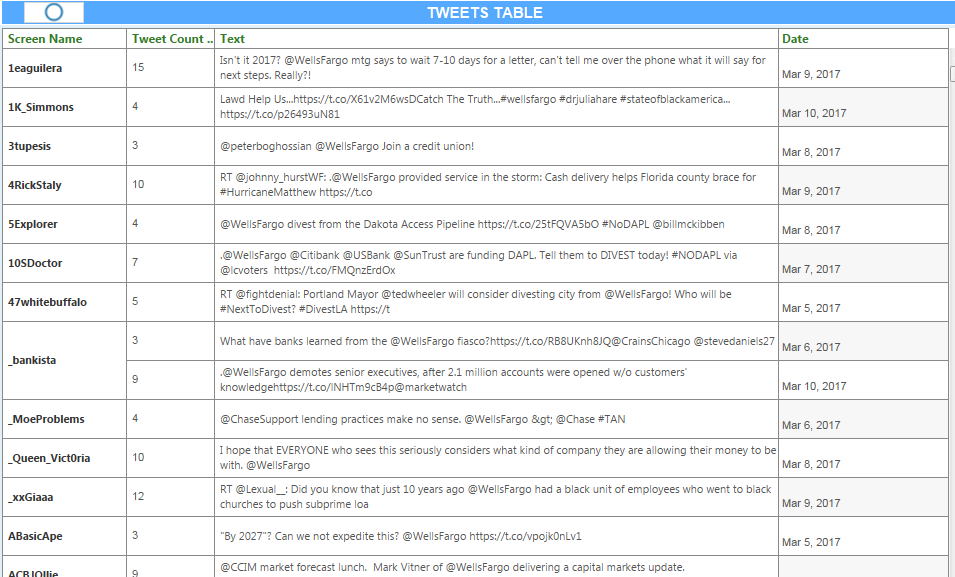 TWEETS TABLE
Screen Name Tweet Count .. Text Date
1eaguilera 15 Isn't it 2017? @WellsFargo mtg says to wait 7-10 days for a letter, can't tell me over the phone what it will say for
next steps. Really?! Mar 9, 2017
1K_Simmons 4 Lawd Help Us...https://t.co/X61v2M6wsDCatch The Truth...#wellsfargo #drjuliahare #stateofblackamerica...
https://t.co/p26493uN81 Mar 10, 2017
3tupesis 3 @peterboghossian @WellsFargo Join a credit union! Mar 8, 2017
4RickStaly 10 RT @johnny_hurstWF: .@WellsFargo provided service in the storm: Cash delivery helps Florida county brace for
#HurricaneMatthew https://t.co Mar 9, 2017
5Explorer 4 @WellsFargo divest from the Dakota Access Pipeline https://t.co/25tFQVA5bO #NoDAPL @billmckibben Mar 8, 2017
10SDoctor 7 .@WellsFargo @Citibank @USBank @SunTrust are funding DAPL. Tell them to DIVEST today! #NODAPL via
@lcvoters  https://t.co/FMQnzErdOx Mar 7, 2017
47whitebuffalo 5 RT @fightdenial: Portland Mayor @tedwheeler will consider divesting city from @WellsFargo! Who will be
#NextToDivest? #DivestLA https://t Mar 5, 2017
_bankista 3 What have banks learned from the @WellsFargo fiasco?https://t.co/RB8UKnh8JQ@CrainsChicago @stevedaniels27 Mar 6, 2017
9 .@WellsFargo demotes senior executives, after 2.1 million accounts were opened w/o customers'
knowledgehttps://t.co/lNHTm9cB4p@marketwatch Mar 10, 2017
_MoeProblems 4 @ChaseSupport lending practices make no sense. @WellsFargo &gt; @Chase #TAN Mar 6, 2017
_Queen_Vict0ria 10 I hope that EVERYONE who sees this seriously considers what kind of company they are allowing their money to be
with. @WellsFargo Mar 8, 2017
_xxGiaaa 12 RT @Lexual__: Did you know that just 10 years ago @WellsFargo had a black unit of employees who went to black
churches to push subprime loa Mar 9, 2017
ABasicApe 3 "By 2027"? Can we not expedite this? @WellsFargo https://t.co/vpojk0nLv1 Mar 5, 2017
ACBJOllie 9 @CCIM market forecast lunch.  Mark Vitner of @WellsFargo delivering a capital markets update.